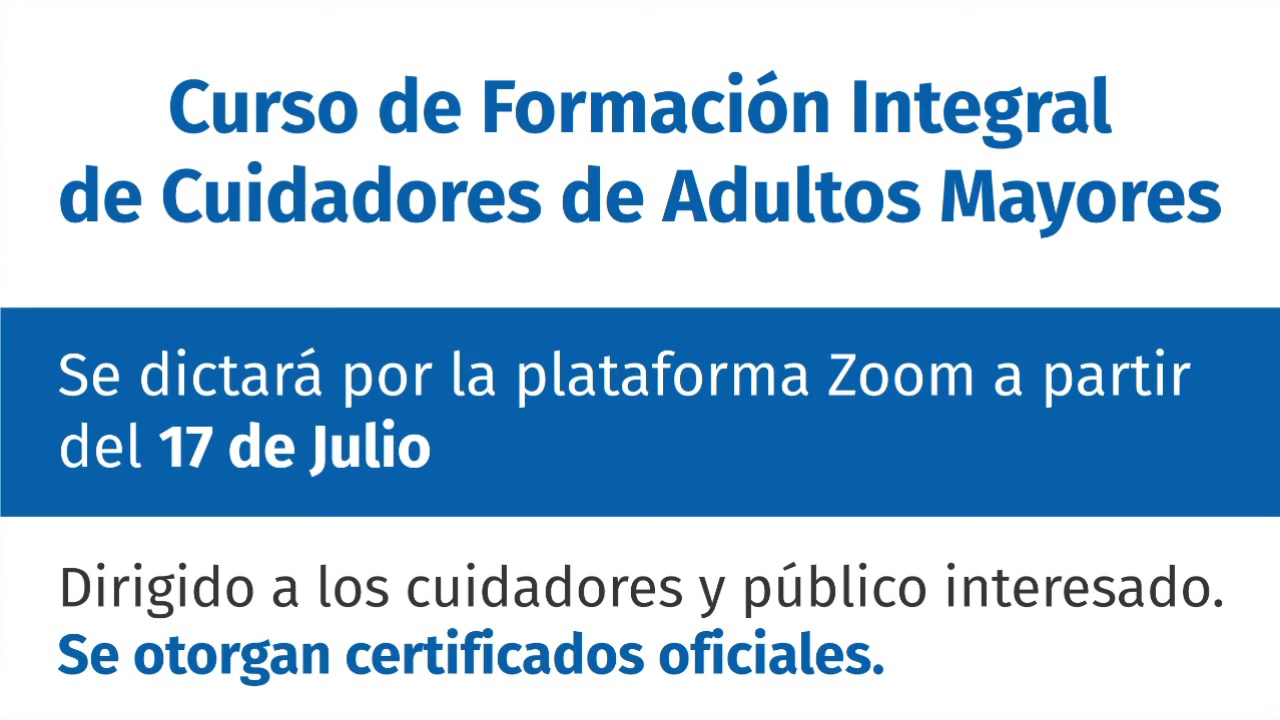 Curso de Formación Integral
de Cuidadores de Adultos Mayores
Se dictará por la plataforma Zoom a partir
del 17 de Julio
Dirigido a los cuidadores y público interesado.
Se otorgan certificados oficiales.